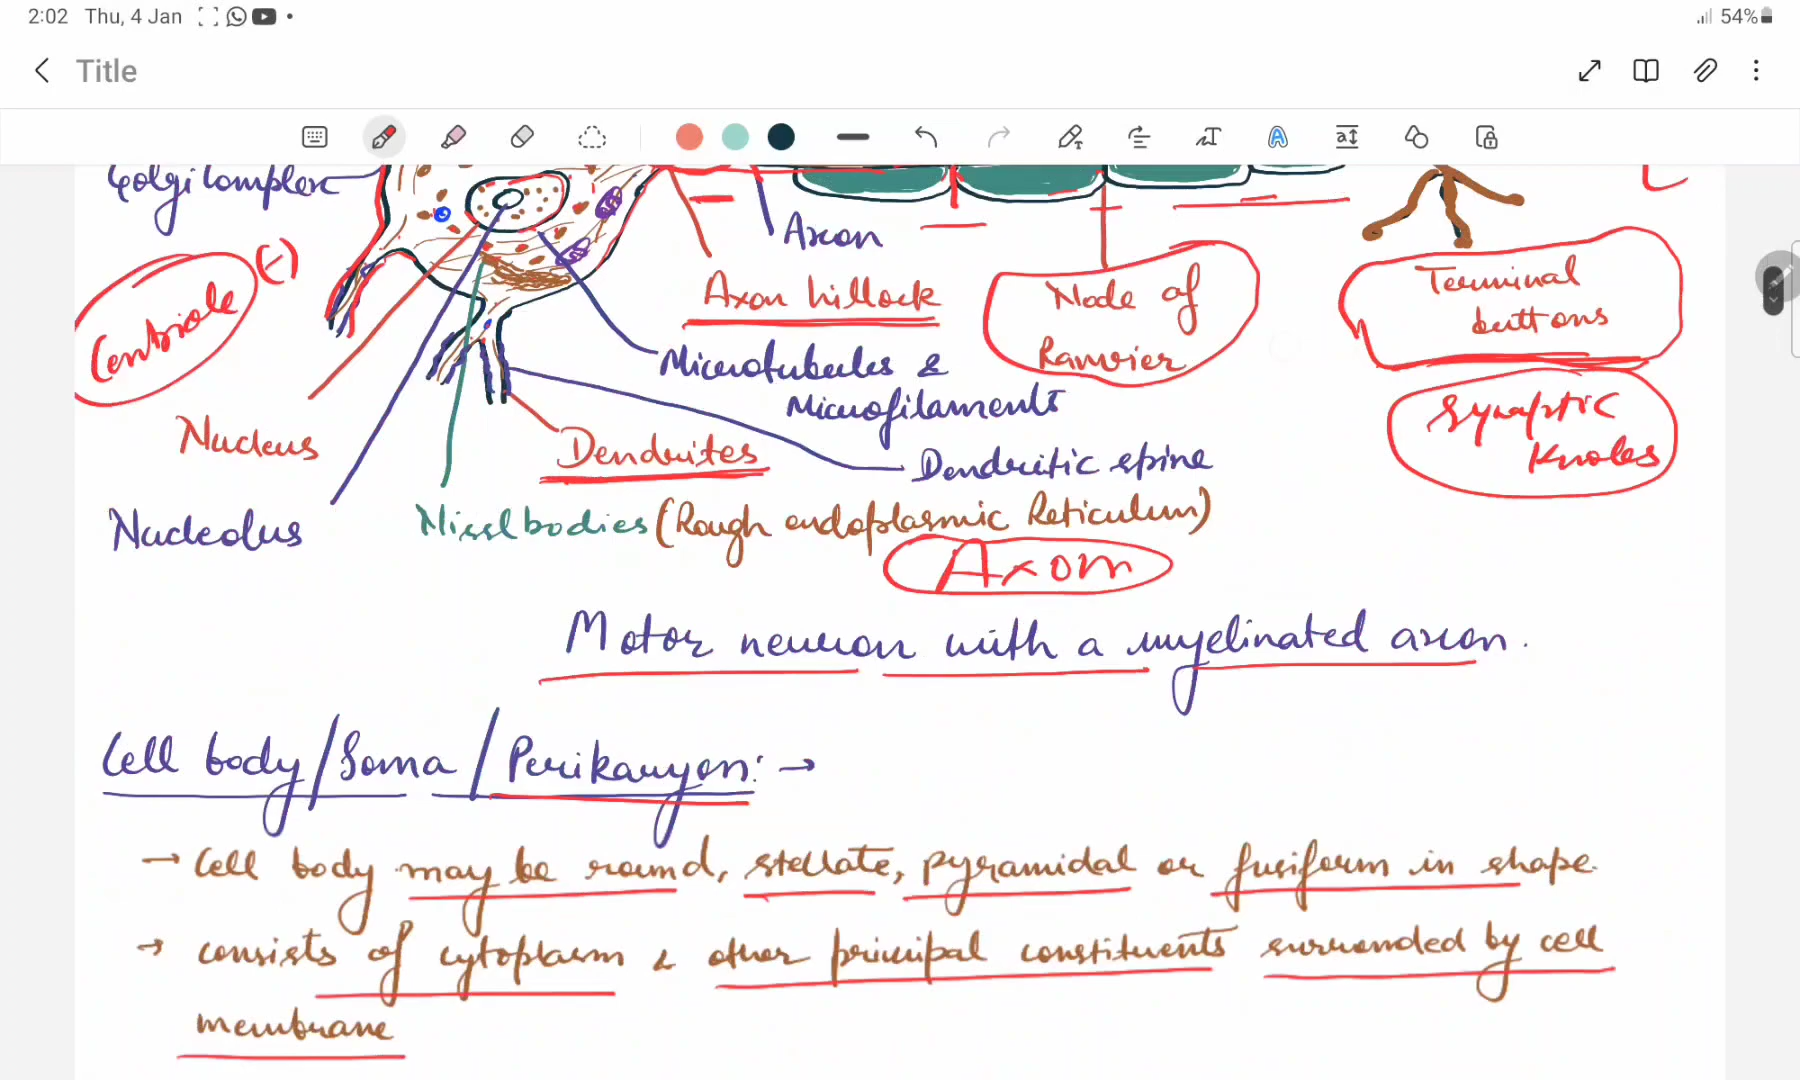 2:02 Thu, 4 Jan
54%
Title
Golgi Complex
Axon
Centriole (-)
Axon hillock
Node of
Ranvier
Terminal
buttons
Microtubules &
Microfilaments
Synaptic
Knobs
Nucleus
Dendrites
Dendritic spine
Nucleolus
Nissl bodies (Rough endoplasmic Reticulum)
Axon
Motor neuron with a myelinated axon.
Cell body/Soma/Perikaryon:→
→ Cell body may be round, stellate, pyramidal or fusiform in shape.
→ consists of cytoplasm & other principal constituents surrounded by cell
membrane